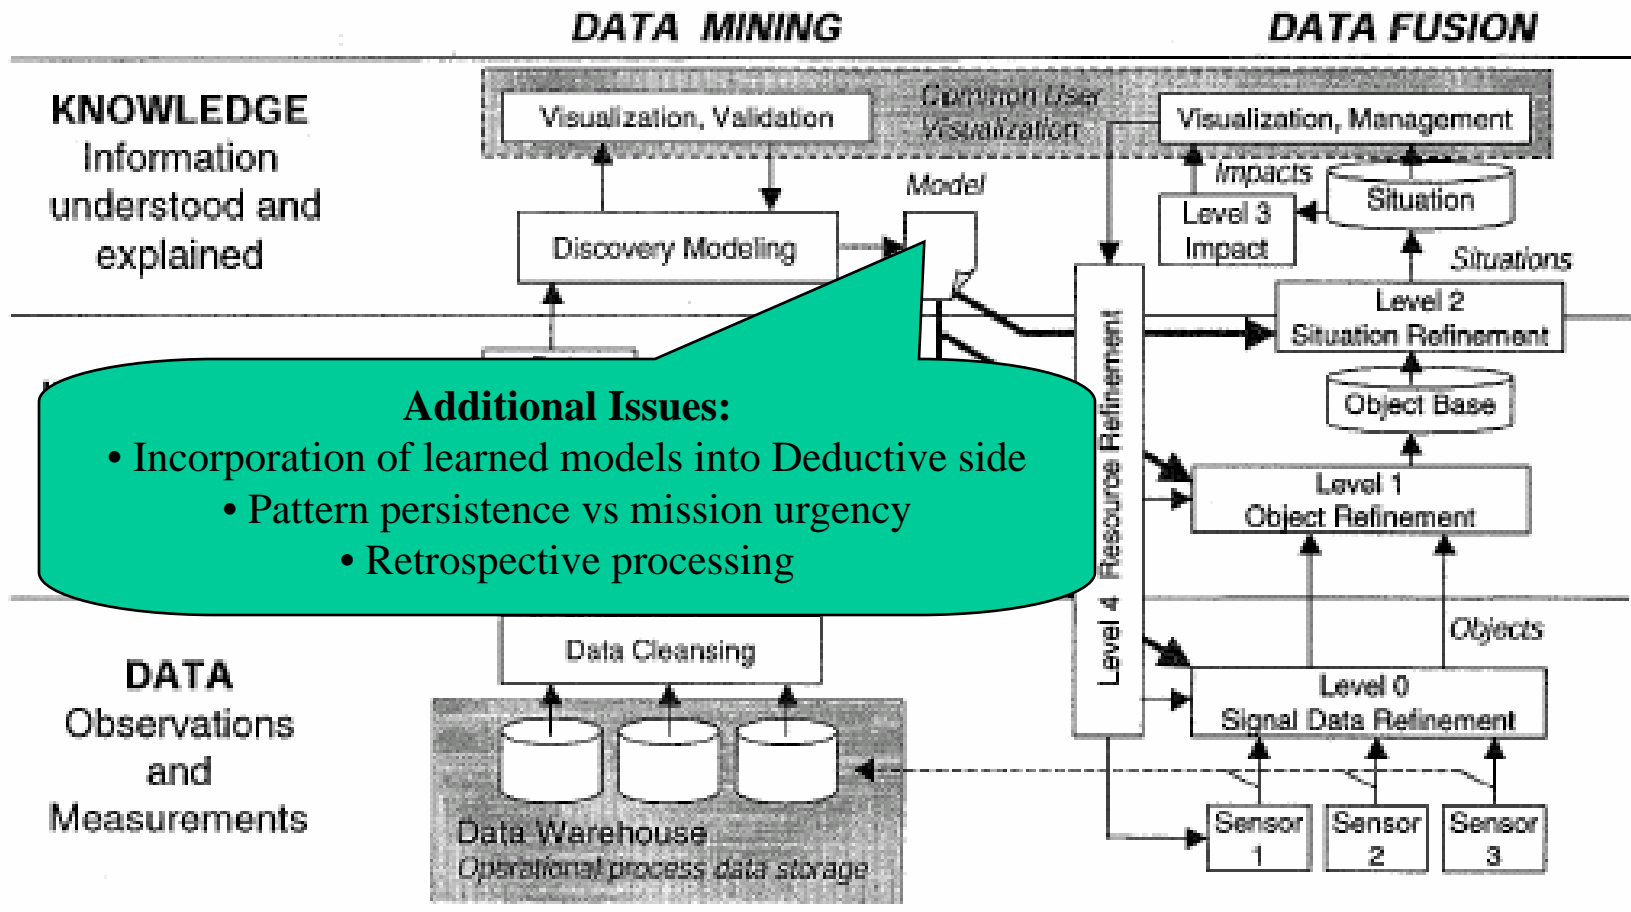 DATA MINING
DATA FUSION
KNOWLEDGE
Information
understood and
explained
Common User
Visualization
Visualization, Validation
Visualization, Management
Model
Impacts
Situation
Level 3
Impact
Discovery Modeling
Situations
Level 2
Situation Refinement
Object Base
Additional Issues:
• Incorporation of learned models into Deductive side
• Pattern persistence vs mission urgency
• Retrospective processing
Level 4 Resource Refinement
Level 1
Object Refinement
Objects
DATA
Observations
and
Measurements
Data Cleansing
Level 0
Signal Data Refinement
Data Warehouse
Operational process data storage
Sensor
1
Sensor
2
Sensor
3